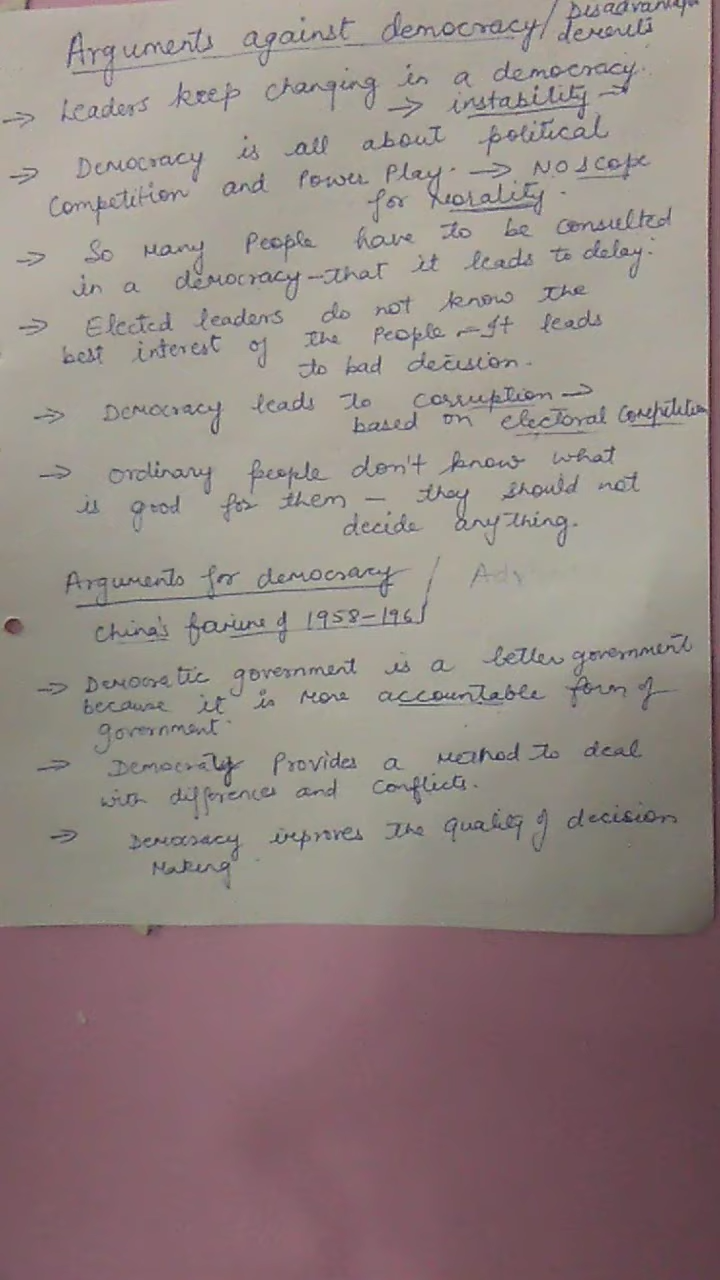 Arguments against democracy/ Disadvantages
demerits
→ Leaders keep changing in a democracy.
→ instability →
→ Democracy is all about political
Competition and Power Play. → NO scope
for Morality.
→ So Many People have to be consulted
in a democracy - that it leads to delay.
→ Elected leaders do not know the
best interest of the People - It leads
to bad decision.
→ Democracy leads to corruption →
based on electoral Competition
→ ordinary people don't know what
is good for them - they should not
decide anything.
Arguments for democracy / Adv
China's famine of 1958-1961
→ Democratic government is a better government
because it is More accountable form of
government.
→ Democracy Provides a Method to deal
with differences and Conflicts.
→ Democracy improves the quality of decision
Making